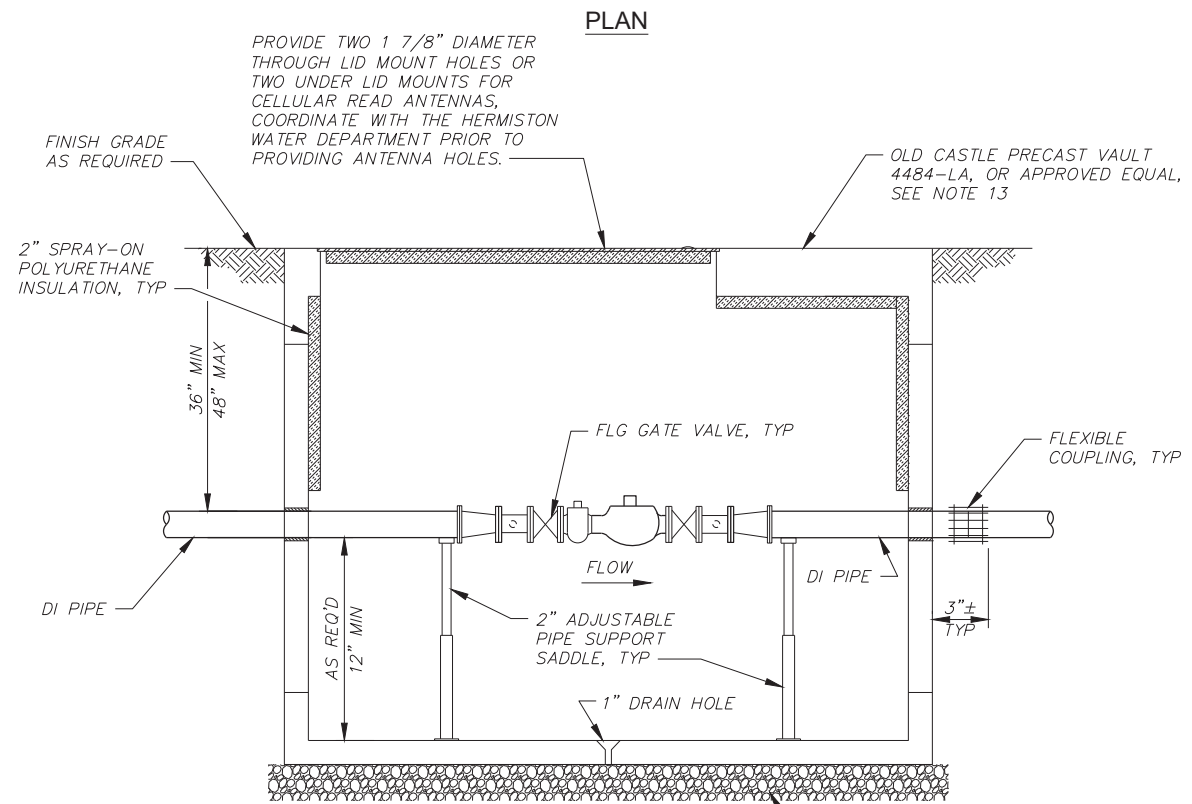 PLAN
PROVIDE TWO 1 7/8" DIAMETER
THROUGH LID MOUNT HOLES OR
TWO UNDER LID MOUNTS FOR
CELLULAR READ ANTENNAS,
COORDINATE WITH THE HERMISTON
WATER DEPARTMENT PRIOR TO
PROVIDING ANTENNA HOLES.
FINISH GRADE
AS REQUIRED
OLD CASTLE PRECAST VAULT
4484-LA, OR APPROVED EQUAL,
SEE NOTE 13
2" SPRAY-ON
POLYURETHANE
INSULATION, TYP
36" MIN
48" MAX
FLG GATE VALVE, TYP
FLEXIBLE
COUPLING, TYP
FLOW
DI PIPE
DI PIPE
3"±
TYP
AS REQ'D
12" MIN
2" ADJUSTABLE
PIPE SUPPORT
SADDLE, TYP
1" DRAIN HOLE